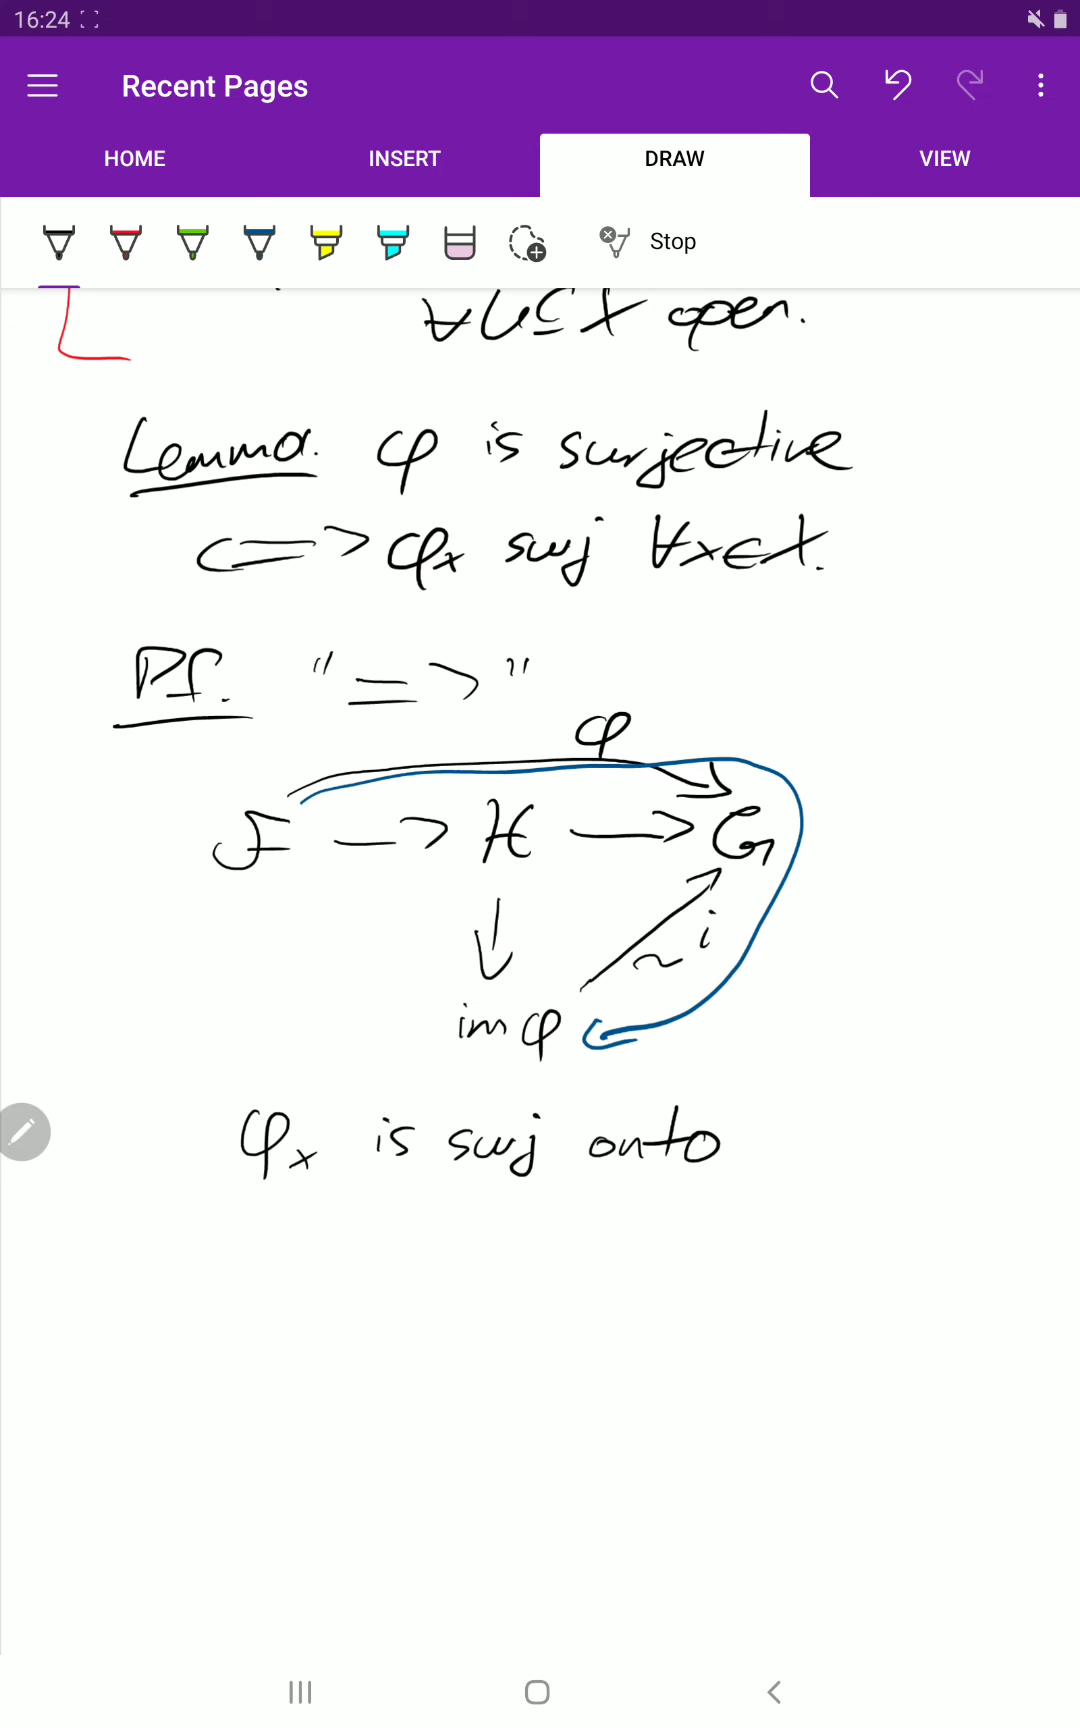 16:24
Recent Pages
HOME INSERT DRAW VIEW
Stop
∀U⊆X open.
Lemma. φ is surjective
<=> φx surj ∀x∈X.
Pf. "=>"
φ
F —> H —> G
~ i
im φ
φx is surj onto